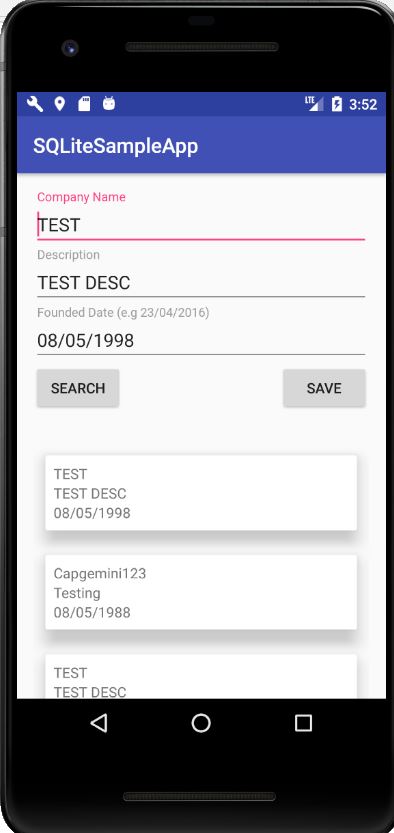 LTE 3:52
SQLiteSampleApp
Company Name
TEST
Description
TEST DESC
Founded Date (e.g 23/04/2016)
08/05/1998
SEARCH SAVE
TEST
TEST DESC
08/05/1998
Capgemini123
Testing
08/05/1988
TEST
TEST DESC